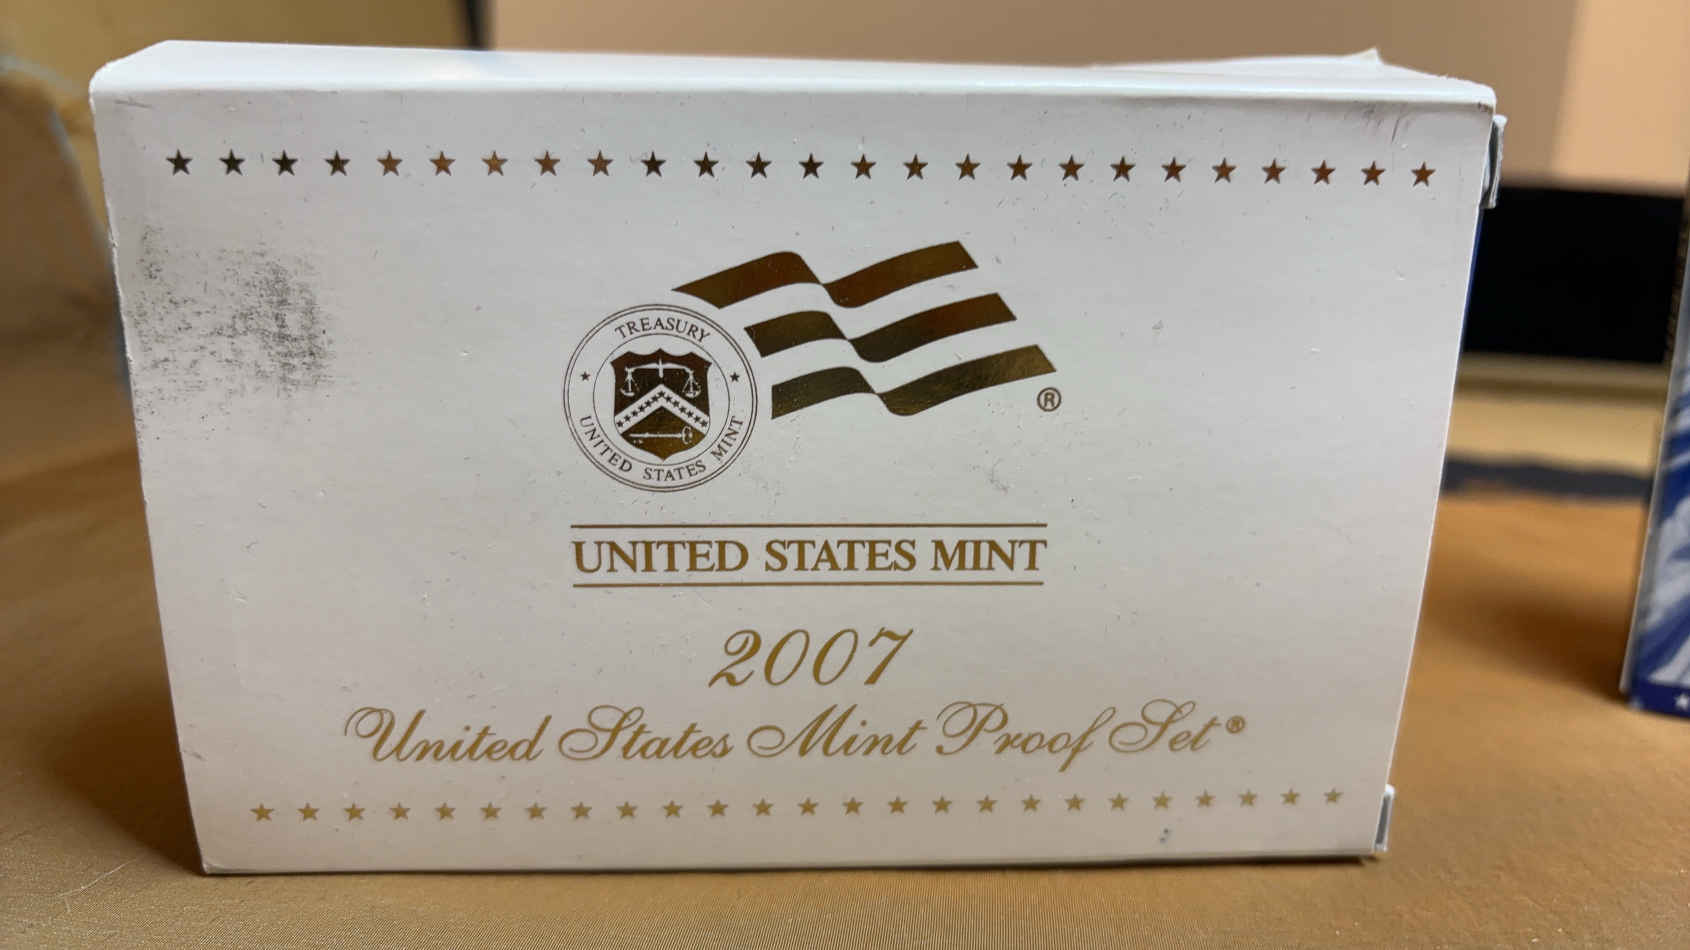 TREASURY
UNITED STATES MINT
®
UNITED STATES MINT
2007
United States Mint Proof Set®